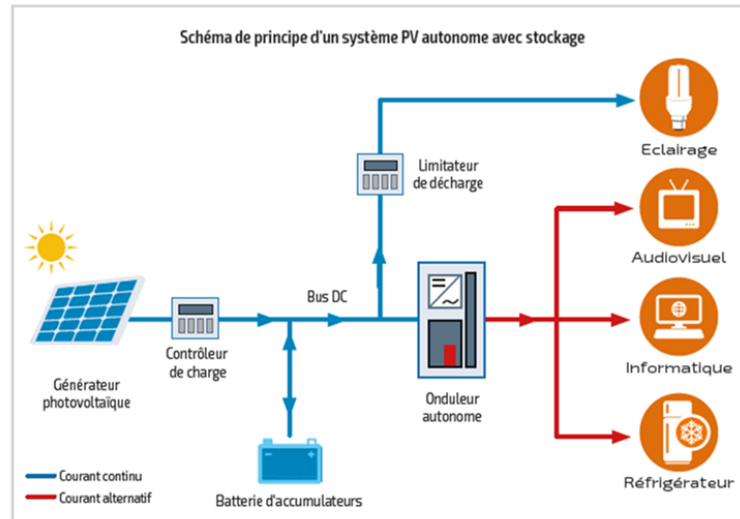 Schéma de principe d'un système PV autonome avec stockage
Eclairage
Limitateur
de décharge
Audiovisuel
Bus DC
Contrôleur
de charge
Informatique
Générateur
photovoltaïque
Onduleur
autonome
Courant continu
Courant alternatif
Batterie d'accumulateurs
Réfrigérateur